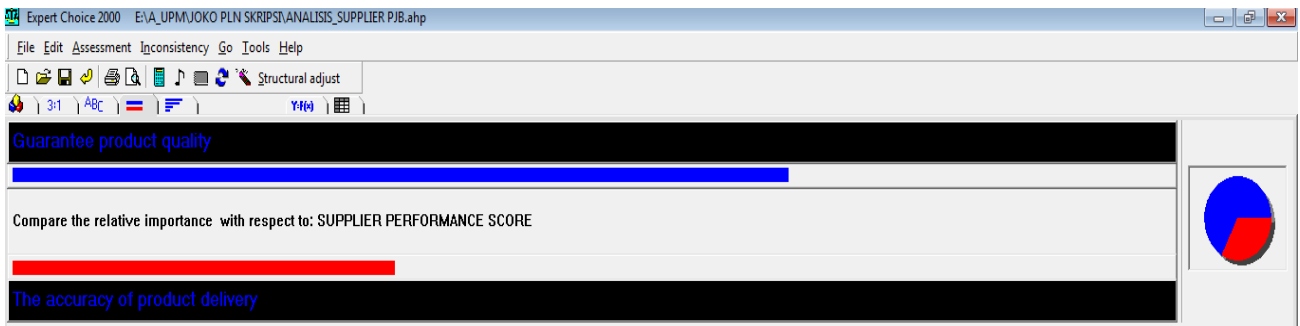 Expert Choice 2000 E:\A_UPM\JOKO PLN SKRIPSI\ANALISIS_SUPPLIER PJB.ahp
File Edit Assessment Inconsistency Go Tools Help
Structural adjust
3:1 ABC Y:F(x)
Guarantee product quality
Compare the relative importance with respect to: SUPPLIER PERFORMANCE SCORE
The accuracy of product delivery